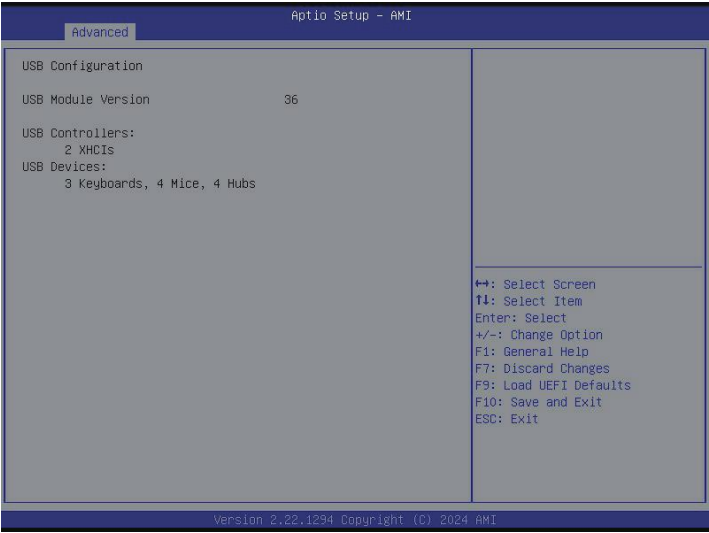 Aptio Setup – AMI
Advanced
USB Configuration
USB Module Version 36
USB Controllers:
2 XHCIs
USB Devices:
3 Keyboards, 4 Mice, 4 Hubs
↔: Select Screen
↑↓: Select Item
Enter: Select
+/-: Change Option
F1: General Help
F7: Discard Changes
F9: Load UEFI Defaults
F10: Save and Exit
ESC: Exit
Version 2.22.1294 Copyright (C) 2024 AMI